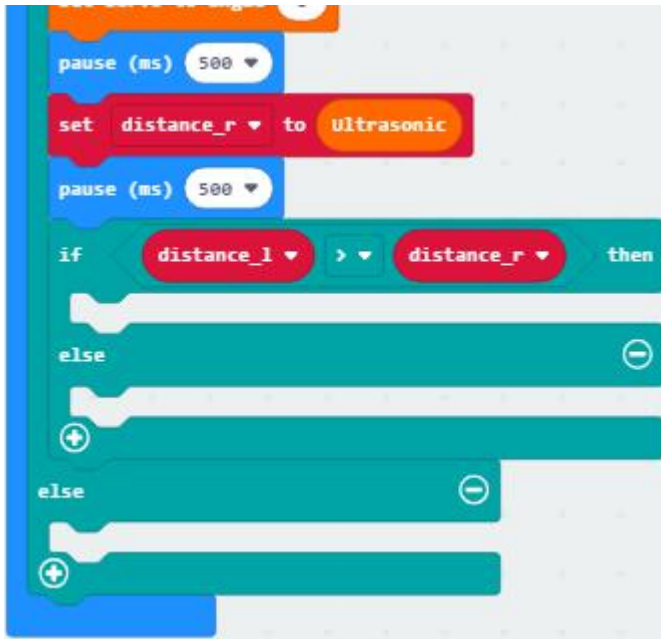 pause (ms) 500
set distance_r to Ultrasonic
pause (ms) 500
if distance_l > distance_r then
else
else